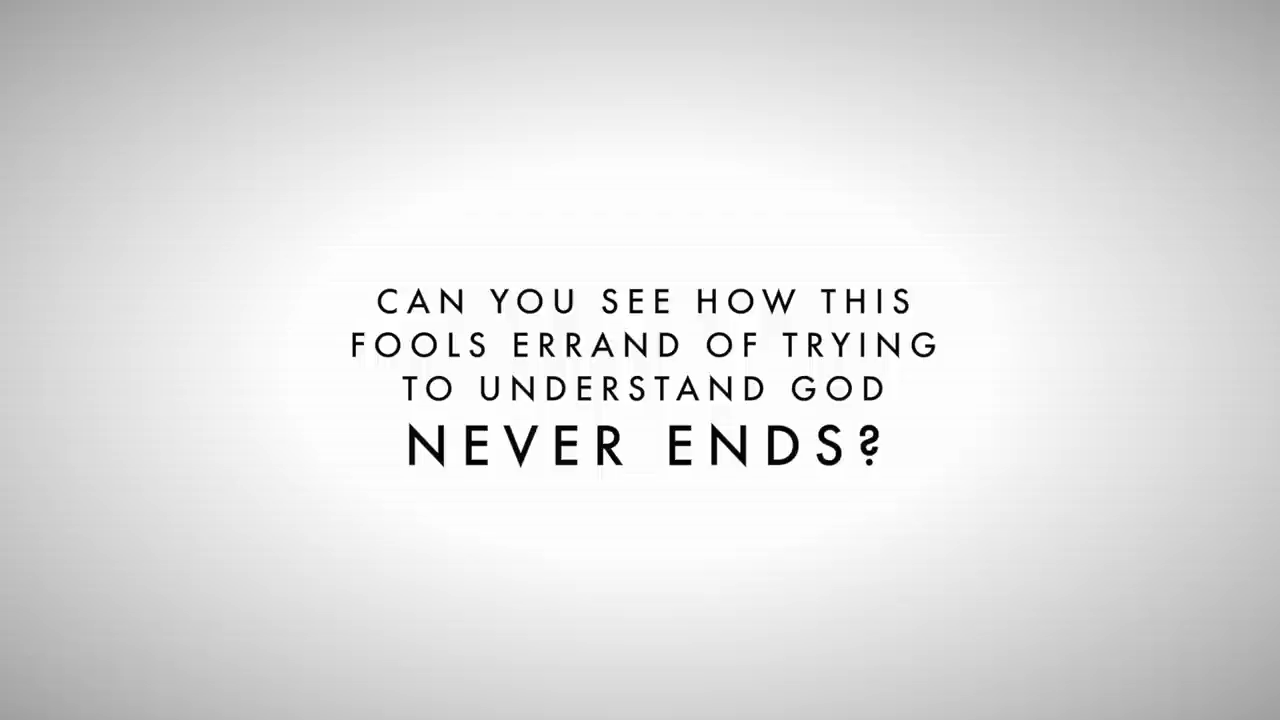 CAN YOU SEE HOW THIS
FOOLS ERRAND OF TRYING
TO UNDERSTAND GOD
NEVER ENDS?